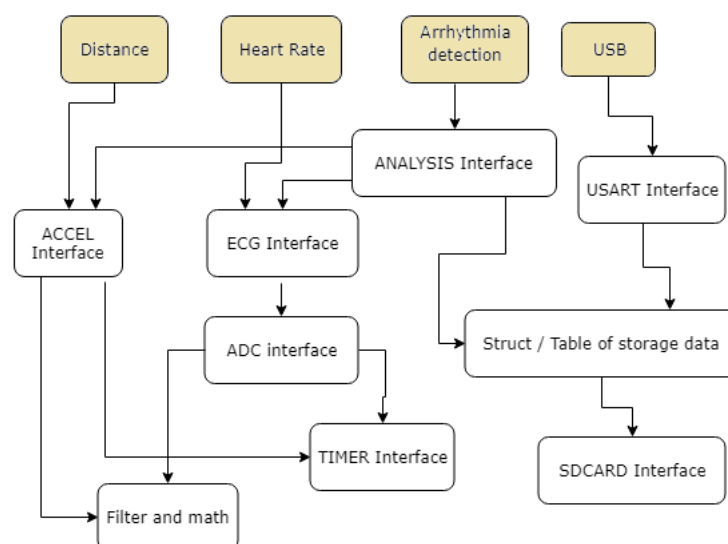 Distance
Heart Rate
Arrhythmia
detection
USB
ANALYSIS Interface
USART Interface
ACCEL
Interface
ECG Interface
ADC interface
Struct / Table of storage data
TIMER Interface
SDCARD Interface
Filter and math